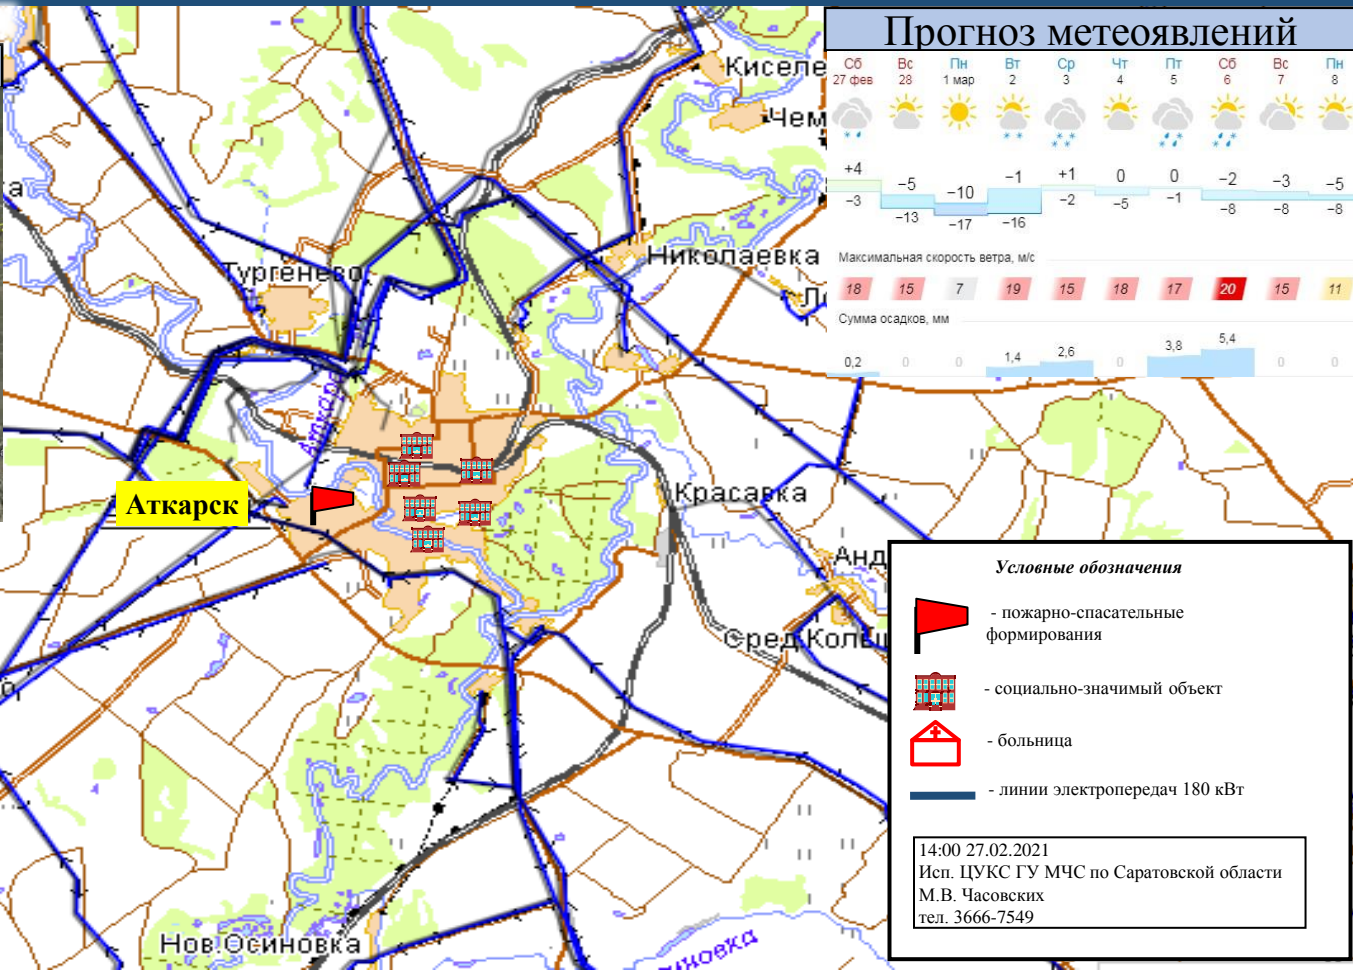 Прогноз метеоявлений
Сб Вс Пн Вт Ср Чт Пт Сб Вс Пн
27 фев 28 1 мар 2 3 4 5 6 7 8
+4 −5 −10 −1 +1 0 0 −2 −3 −5
−3 −13 −17 −16 −2 −5 −1 −8 −8 −8
Максимальная скорость ветра, м/с
18 15 7 19 15 18 17 20 15 11
Сумма осадков, мм
0,2 0 0 1,4 2,6 0 3,8 5,4 0 0
Киселе
Чем
а
Николаевка
Тургенево
Л
Аткара
Аткарск
Красавка
Анд
Сред.Колы
о
Нов.Осиновка
новка
Условные обозначения
- пожарно-спасательные
формирования
- социально-значимый объект
- больница
- линии электропередач 180 кВт
14:00 27.02.2021
Исп. ЦУКС ГУ МЧС по Саратовской области
М.В. Часовских
тел. 3666-7549